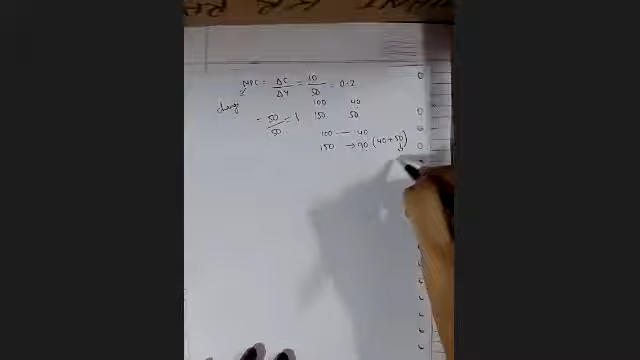 MPC = ΔC/ΔY = 10/50 = 0.2
change
100 40
150 50
= 50/50 = 1
100 — 40
150 → 90 (40+50)